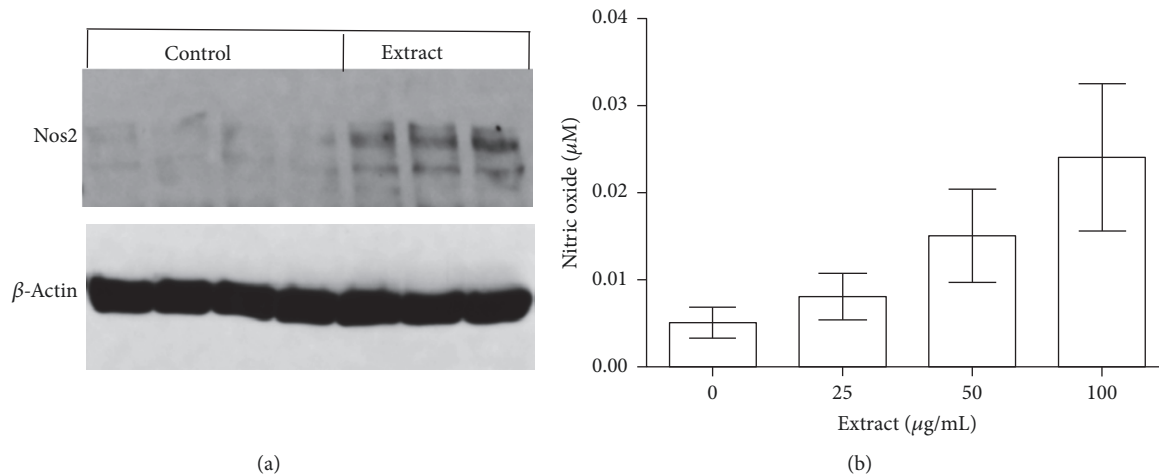 Control Extract
Nos2
β-Actin
(a)
0.04
0.03
0.02
0.01
0.00
Nitric oxide (μM)
0 25 50 100
Extract (μg/mL)
(b)